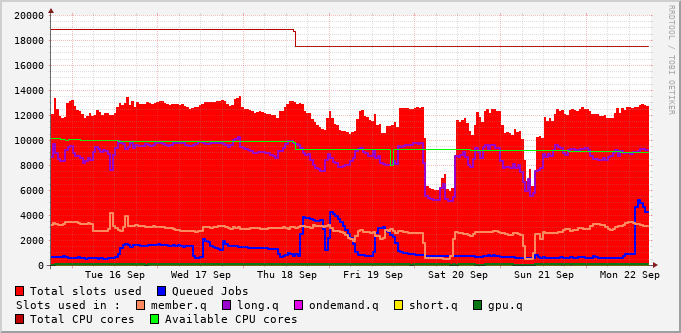 20000
18000
16000
14000
12000
10000
8000
6000
4000
2000
0
Tue 16 Sep Wed 17 Sep Thu 18 Sep Fri 19 Sep Sat 20 Sep Sun 21 Sep Mon 22 Sep
Total slots used Queued Jobs
Slots used in : member.q long.q ondemand.q short.q gpu.q
Total CPU cores Available CPU cores
RRDTOOL / TOBI OETIKER